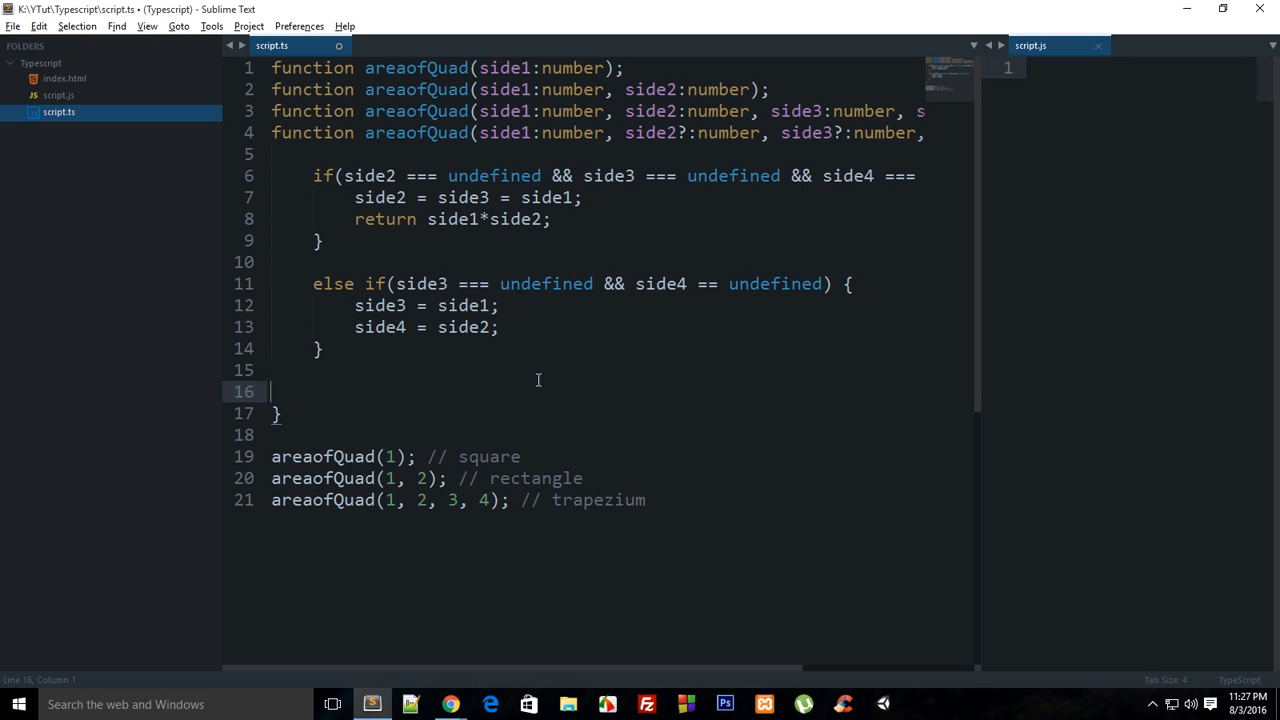 K:\YTut\Typescript\script.ts • (Typescript) - Sublime Text
File Edit Selection Find View Goto Tools Project Preferences Help
FOLDERS
Typescript
index.html
script.js
script.ts
script.ts
script.js
1 function areaofQuad(side1:number);
2 function areaofQuad(side1:number, side2:number);
3 function areaofQuad(side1:number, side2:number, side3:number, s
4 function areaofQuad(side1:number, side2?:number, side3?:number,
5
6 if(side2 === undefined && side3 === undefined && side4 ===
7 side2 = side3 = side1;
8 return side1*side2;
9 }
10
11 else if(side3 === undefined && side4 == undefined) {
12 side3 = side1;
13 side4 = side2;
14 }
15
16
17 }
18
19 areaofQuad(1); // square
20 areaofQuad(1, 2); // rectangle
21 areaofQuad(1, 2, 3, 4); // trapezium
1
Line 16, Column 1
Tab Size: 4
TypeScript
Search the web and Windows
11:27 PM
8/3/2016